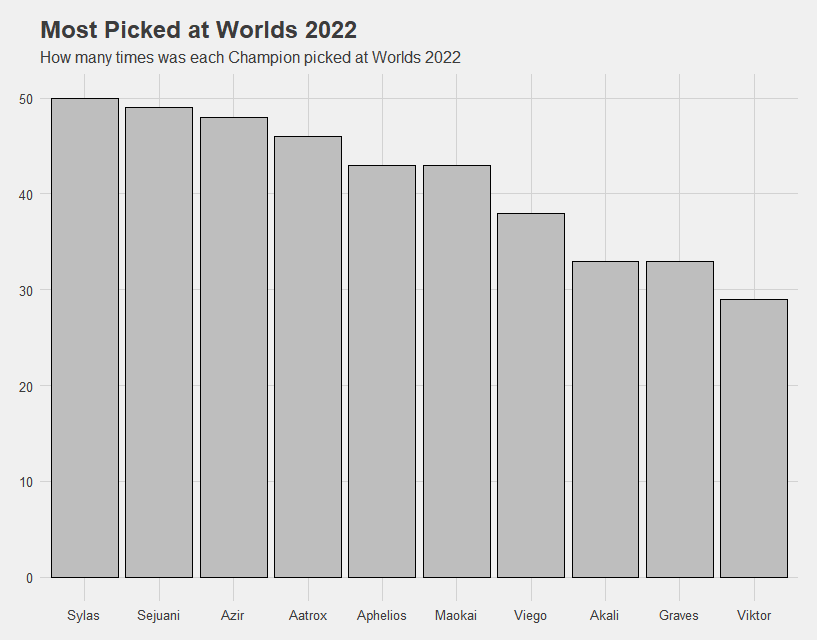 Most Picked at Worlds 2022
How many times was each Champion picked at Worlds 2022
50
40
30
20
10
0
Sylas Sejuani Azir Aatrox Aphelios Maokai Viego Akali Graves Viktor